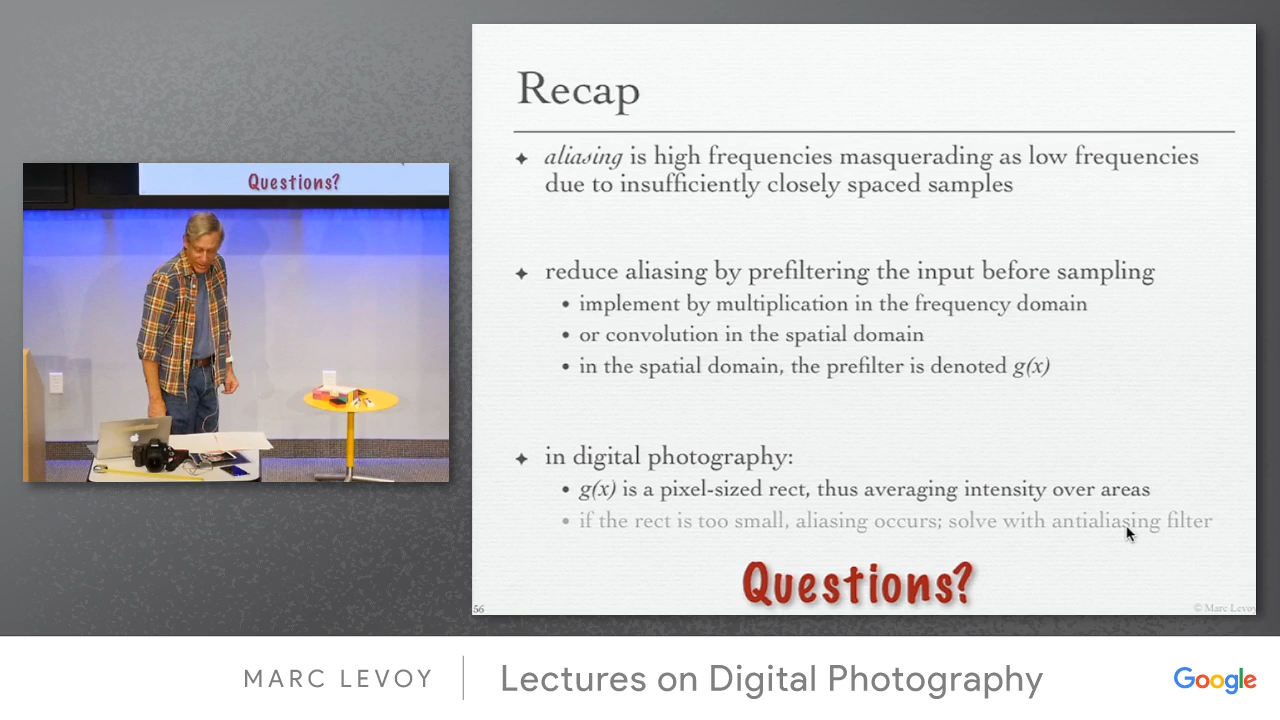 Questions?
Recap
aliasing is high frequencies masquerading as low frequencies
due to insufficiently closely spaced samples
reduce aliasing by prefiltering the input before sampling
• implement by multiplication in the frequency domain
• or convolution in the spatial domain
• in the spatial domain, the prefilter is denoted g(x)
in digital photography:
• g(x) is a pixel-sized rect, thus averaging intensity over areas
• if the rect is too small, aliasing occurs; solve with antialiasing filter
Questions?
56
© Marc Levoy
MARC LEVOY
Lectures on Digital Photography
Google